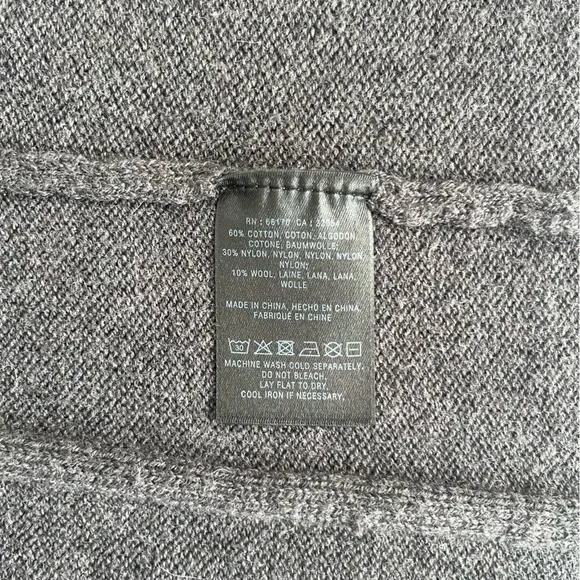 RN : 66170 CA :
60% COTTON, COTON, ALGODON,
COTONE, BAUMWOLLE;
30% NYLON, NYLON, NYLON, NYLON,
NYLON;
10% WOOL, LAINE, LANA, LANA,
WOLLE
MADE IN CHINA, HECHO EN CHINA,
FABRIQUÉ EN CHINE
30
MACHINE WASH COLD SEPARATELY.
DO NOT BLEACH.
LAY FLAT TO DRY.
COOL IRON IF NECESSARY.